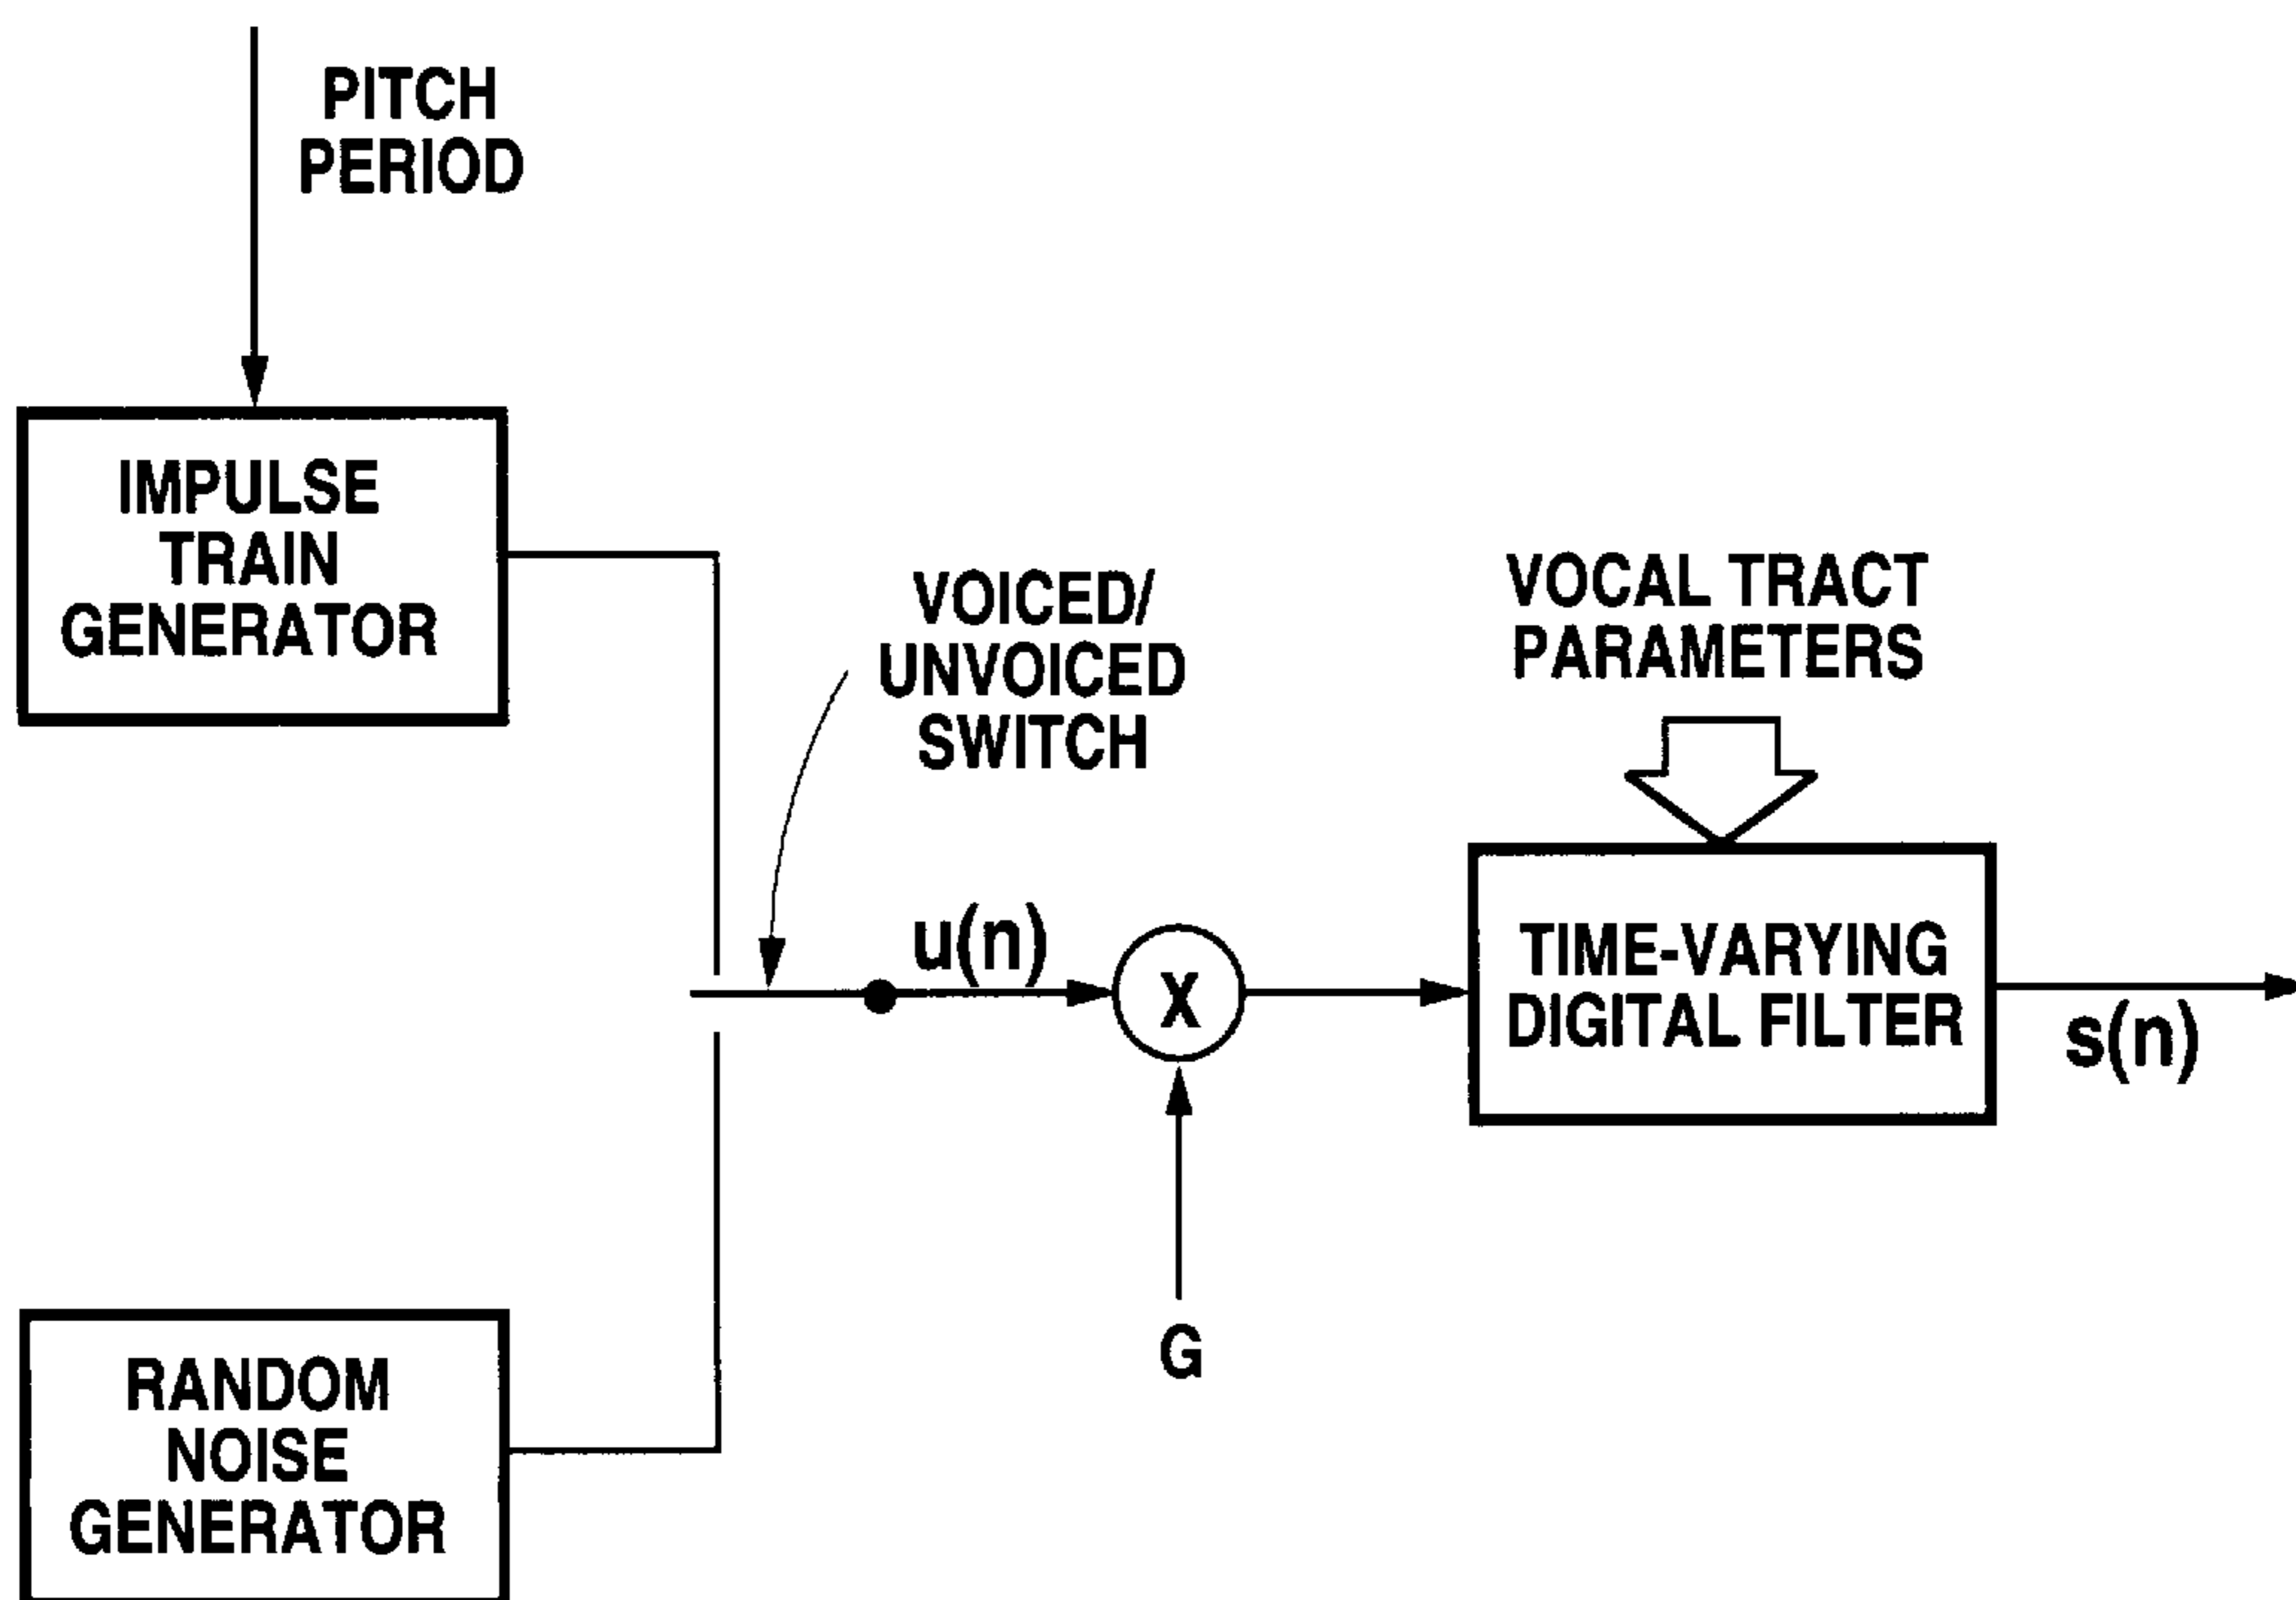 PITCH
PERIOD
IMPULSE
TRAIN
GENERATOR
VOICED/
UNVOICED
SWITCH
VOCAL TRACT
PARAMETERS
u(n)
X
TIME-VARYING
DIGITAL FILTER
s(n)
G
RANDOM
NOISE
GENERATOR